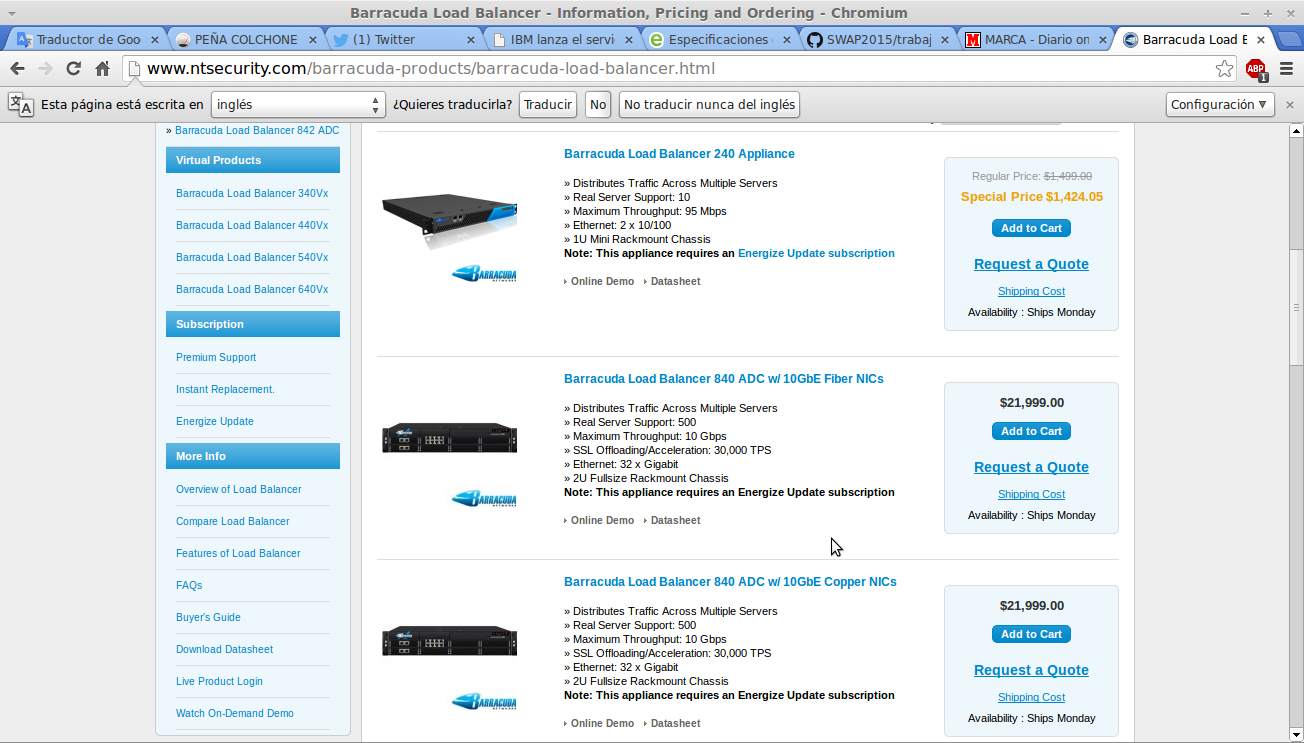 Barracuda Load Balancer - Information, Pricing and Ordering - Chromium
Traductor de Goo
PEÑA COLCHONE
(1) Twitter
IBM lanza el servi
Especificaciones
SWAP2015/trabaj
MARCA - Diario on
Barracuda Load B
www.ntsecurity.com/barracuda-products/barracuda-load-balancer.html
ABP
1
Esta página está escrita en
inglés
¿Quieres traducirla?
Traducir
No
No traducir nunca del inglés
Configuración
» Barracuda Load Balancer 842 ADC
Virtual Products
Barracuda Load Balancer 340Vx
Barracuda Load Balancer 440Vx
Barracuda Load Balancer 540Vx
Barracuda Load Balancer 640Vx
Subscription
Premium Support
Instant Replacement.
Energize Update
More Info
Overview of Load Balancer
Compare Load Balancer
Features of Load Balancer
FAQs
Buyer's Guide
Download Datasheet
Live Product Login
Watch On-Demand Demo
Barracuda Load Balancer 240 Appliance
» Distributes Traffic Across Multiple Servers
» Real Server Support: 10
» Maximum Throughput: 95 Mbps
» Ethernet: 2 x 10/100
» 1U Mini Rackmount Chassis
Note: This appliance requires an Energize Update subscription
BARRACUDA
NETWORKS
Online Demo
Datasheet
Regular Price: $1,499.00
Special Price $1,424.05
Add to Cart
Request a Quote
Shipping Cost
Availability : Ships Monday
Barracuda Load Balancer 840 ADC w/ 10GbE Fiber NICs
» Distributes Traffic Across Multiple Servers
» Real Server Support: 500
» Maximum Throughput: 10 Gbps
» SSL Offloading/Acceleration: 30,000 TPS
» Ethernet: 32 x Gigabit
» 2U Fullsize Rackmount Chassis
Note: This appliance requires an Energize Update subscription
BARRACUDA
NETWORKS
Online Demo
Datasheet
$21,999.00
Add to Cart
Request a Quote
Shipping Cost
Availability : Ships Monday
Barracuda Load Balancer 840 ADC w/ 10GbE Copper NICs
» Distributes Traffic Across Multiple Servers
» Real Server Support: 500
» Maximum Throughput: 10 Gbps
» SSL Offloading/Acceleration: 30,000 TPS
» Ethernet: 32 x Gigabit
» 2U Fullsize Rackmount Chassis
Note: This appliance requires an Energize Update subscription
BARRACUDA
NETWORKS
Online Demo
Datasheet
$21,999.00
Add to Cart
Request a Quote
Shipping Cost
Availability : Ships Monday